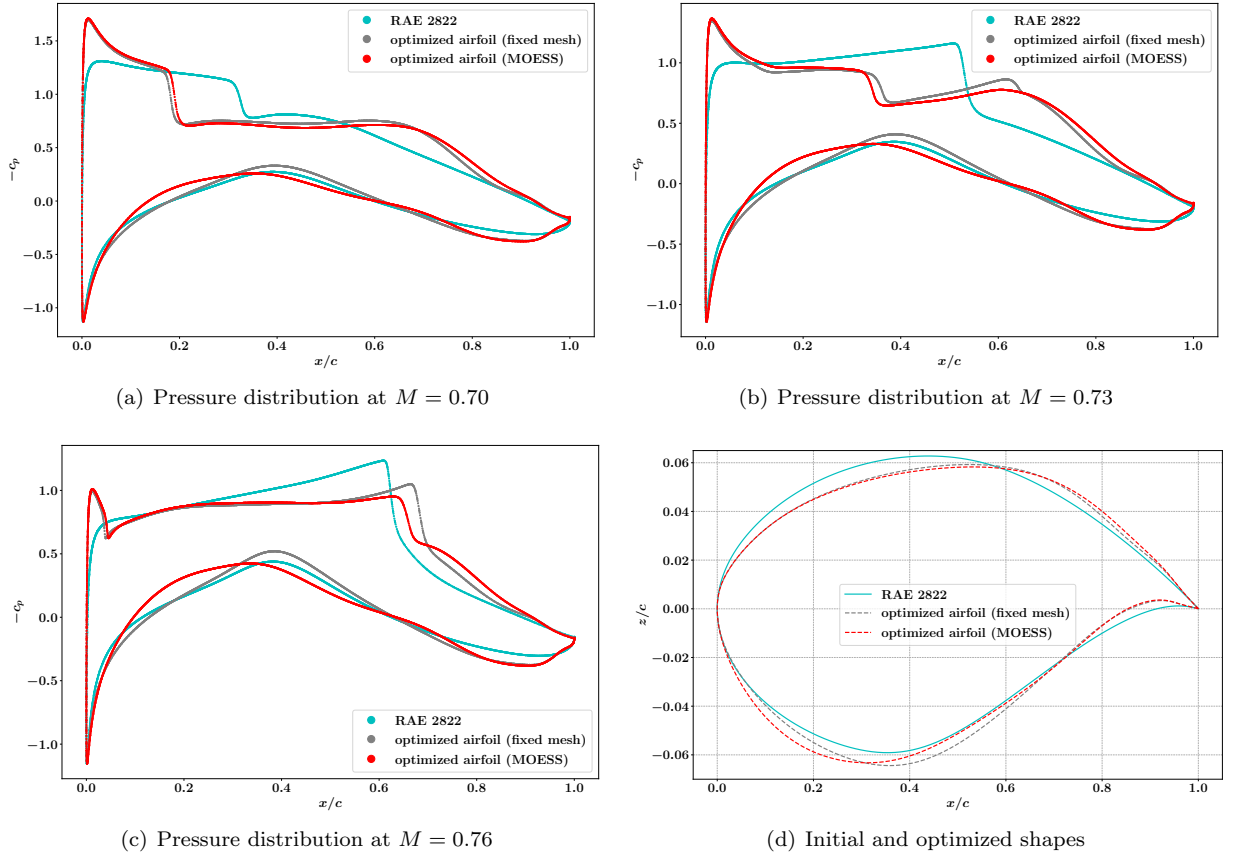 1.5
1.0
0.5
0.0
−0.5
−1.0
−c_p
0.0 0.2 0.4 0.6 0.8 1.0
x/c
RAE 2822
optimized airfoil (fixed mesh)
optimized airfoil (MOESS)
(a) Pressure distribution at M = 0.70
1.0
0.5
0.0
−0.5
−1.0
−c_p
0.0 0.2 0.4 0.6 0.8 1.0
x/c
RAE 2822
optimized airfoil (fixed mesh)
optimized airfoil (MOESS)
(b) Pressure distribution at M = 0.73
1.0
0.5
0.0
−0.5
−1.0
−c_p
0.0 0.2 0.4 0.6 0.8 1.0
x/c
RAE 2822
optimized airfoil (fixed mesh)
optimized airfoil (MOESS)
(c) Pressure distribution at M = 0.76
0.06
0.04
0.02
0.00
−0.02
−0.04
−0.06
z/c
0.0 0.2 0.4 0.6 0.8 1.0
x/c
RAE 2822
optimized airfoil (fixed mesh)
optimized airfoil (MOESS)
(d) Initial and optimized shapes